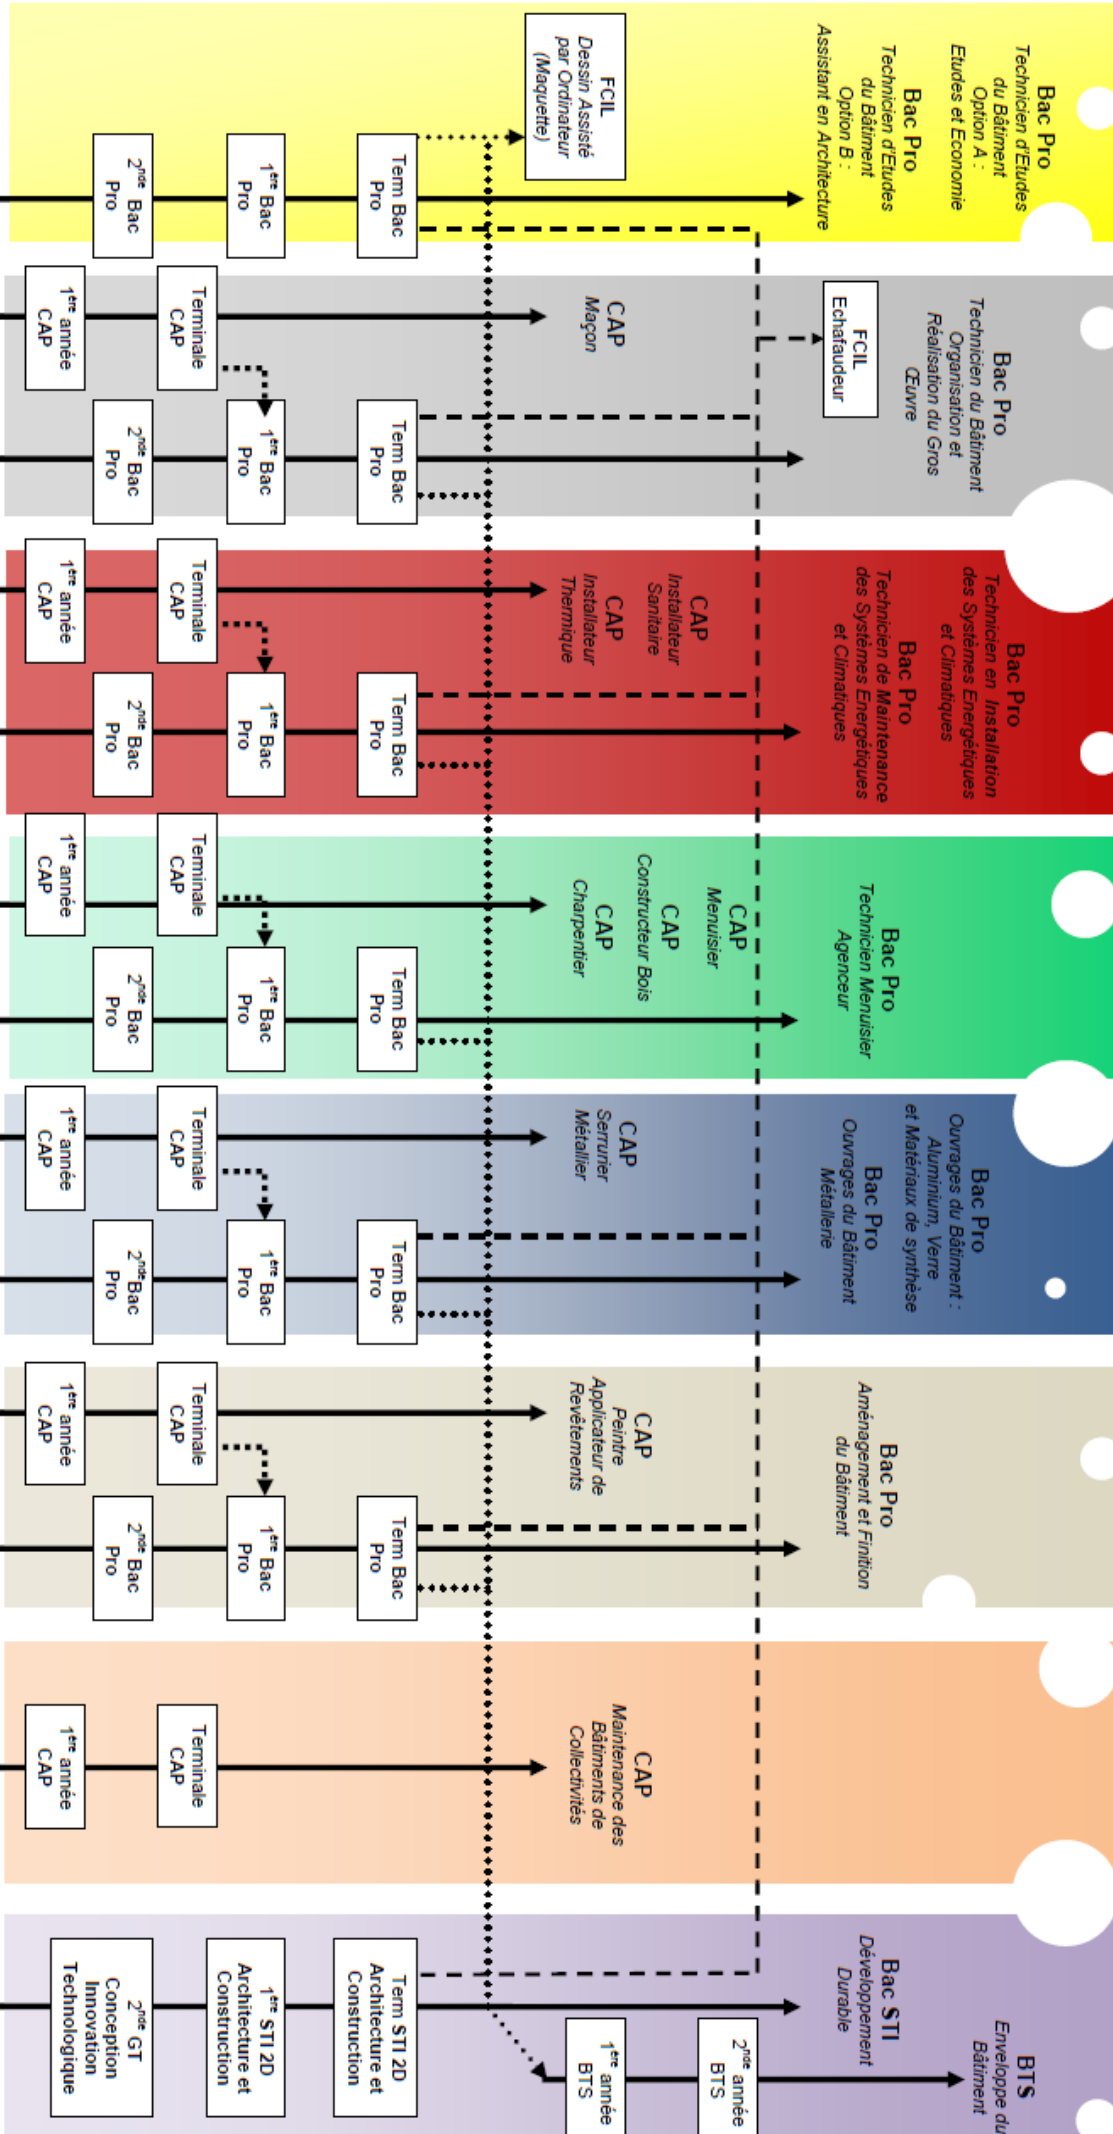 Bac Pro
Technicien d'Etudes
du Bâtiment
Option A :
Etudes et Economie
Bac Pro
Technicien d'Etudes
du Bâtiment
Option B :
Assistant en Architecture
FCIL
Dessin Assisté
par Ordinateur
(Maquette)
Term Bac
Pro
1ère Bac
Pro
2nde Bac
Pro
Bac Pro
Technicien du Bâtiment
Organisation et
Réalisation du Gros
Œuvre
FCIL
Echafaudeur
CAP
Maçon
Term Bac
Pro
1ère Bac
Pro
2nde Bac
Pro
Terminale
CAP
1ère année
CAP
Bac Pro
Technicien en Installation
des Systèmes Energétiques
et Climatiques
Bac Pro
Technicien de Maintenance
des Systèmes Energétiques
et Climatiques
CAP
Installateur
Sanitaire
CAP
Installateur
Thermique
Term Bac
Pro
1ère Bac
Pro
2nde Bac
Pro
Terminale
CAP
1ère année
CAP
Bac Pro
Technicien Menuisier
Agenceur
CAP
Menuisier
CAP
Constructeur Bois
CAP
Charpentier
Term Bac
Pro
1ère Bac
Pro
2nde Bac
Pro
Terminale
CAP
1ère année
CAP
Bac Pro
Ouvrages du Bâtiment :
Aluminium, Verre
et Matériaux de synthèse
Bac Pro
Ouvrages du Bâtiment
Métallerie
CAP
Serrurier
Métallier
Term Bac
Pro
1ère Bac
Pro
2nde Bac
Pro
Terminale
CAP
1ère année
CAP
Bac Pro
Aménagement et Finition
du Bâtiment
CAP
Peintre
Applicateur de
Revêtements
Term Bac
Pro
1ère Bac
Pro
2nde Bac
Pro
Terminale
CAP
1ère année
CAP
CAP
Maintenance des
Bâtiments de
Collectivités
Terminale
CAP
1ère année
CAP
BTS
Enveloppe du
Bâtiment
Bac STI
Développement
Durable
2nde année
BTS
1ère année
BTS
Term STI 2D
Architecture et
Construction
1ère STI 2D
Architecture et
Construction
2nde GT
Conception
Innovation
Technologique